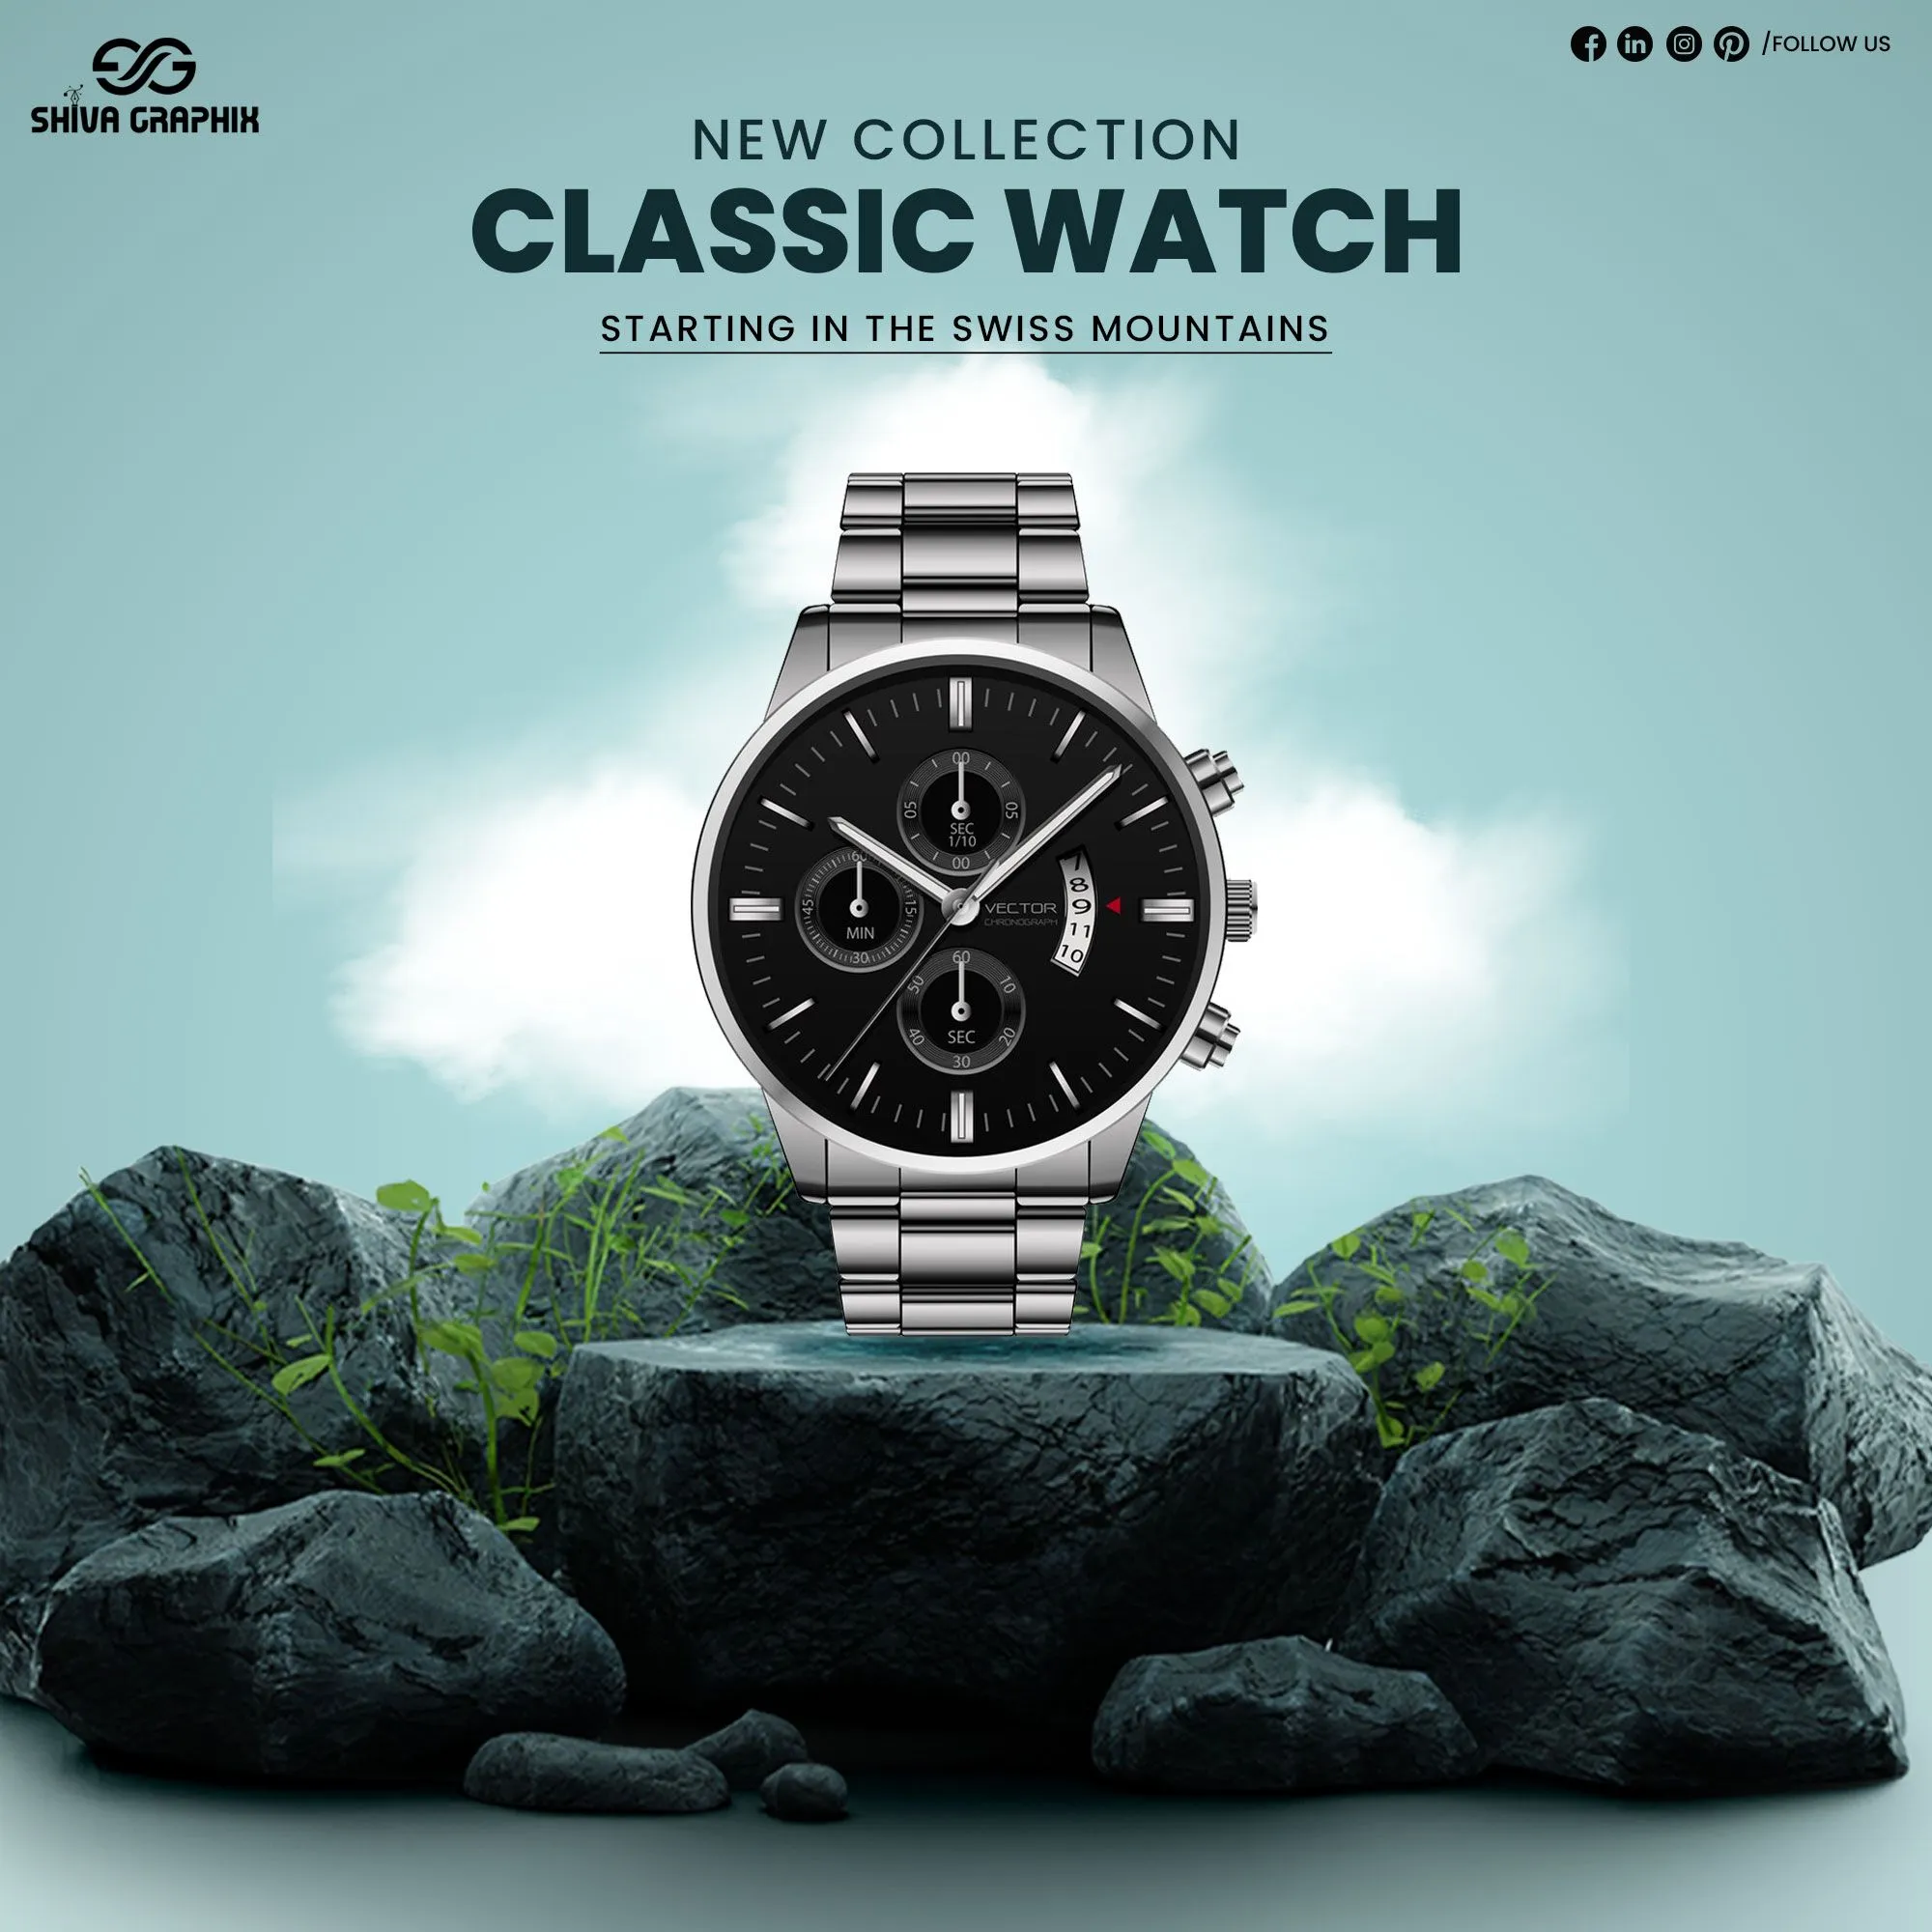 SHIVA GRAPHIX
/FOLLOW US
NEW COLLECTION
CLASSIC WATCH
STARTING IN THE SWISS MOUNTAINS
00
05
05
SEC
1/10
00
60
45
15
MIN
30
VECTOR
CHRONOGRAPH
7
8
9
11
10
60
50
10
SEC
40
20
30